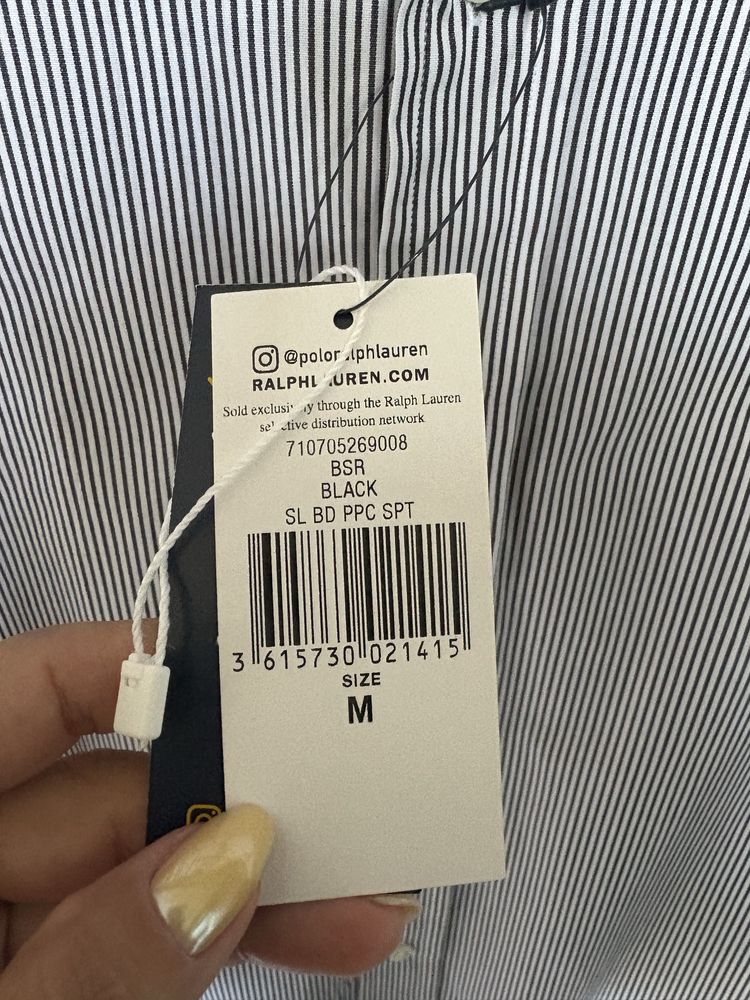 @poloralphlauren
RALPHLAUREN.COM
Sold exclusively through the Ralph Lauren
selective distribution network
710705269008
BSR
BLACK
SL BD PPC SPT
3 615730 021415
SIZE
M